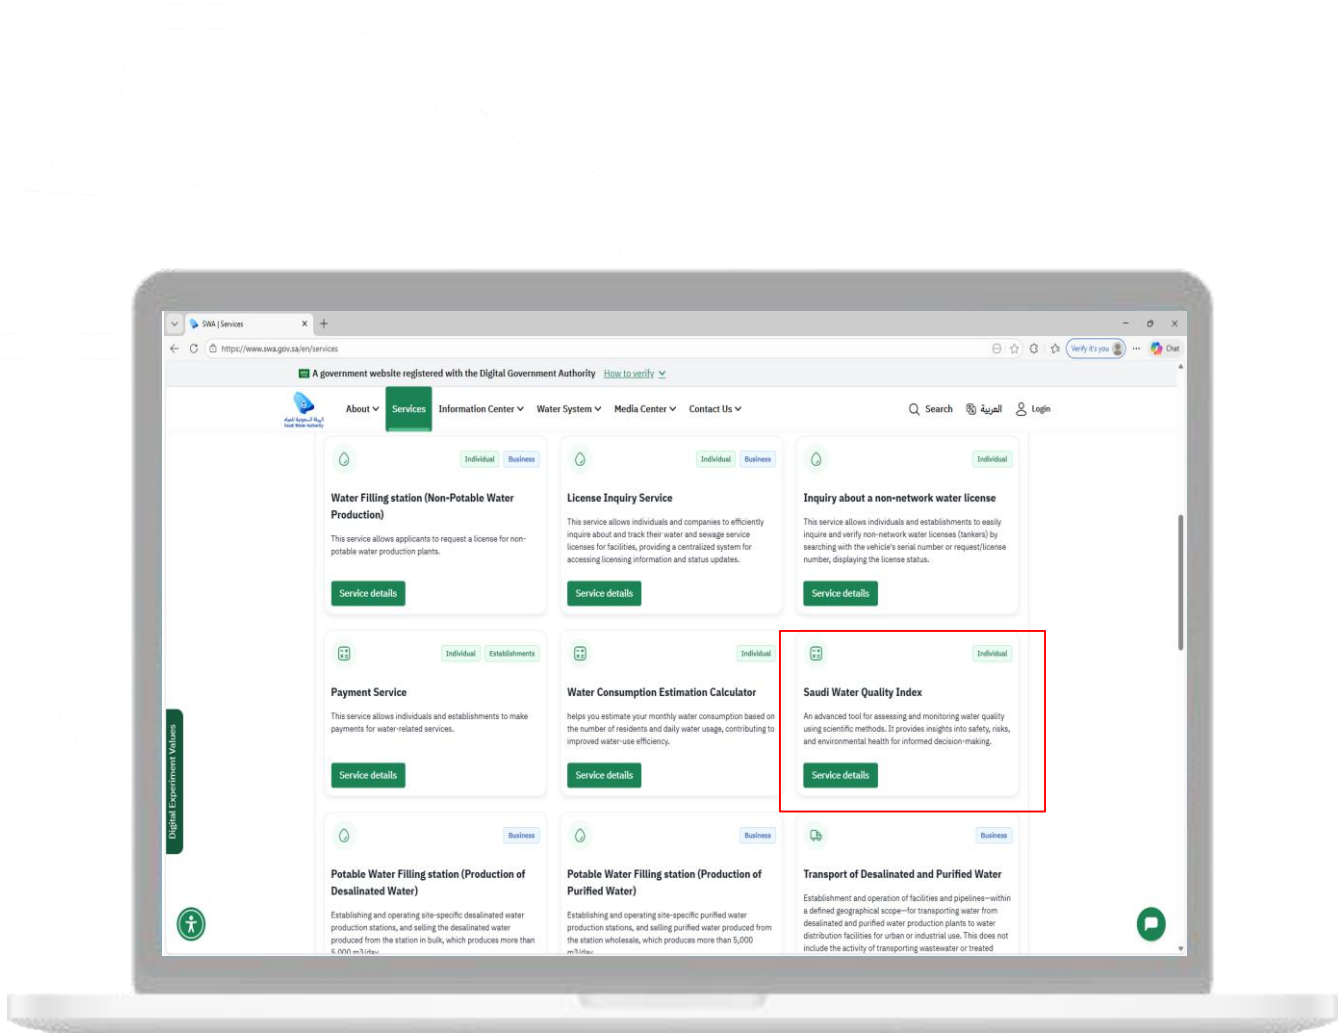 SWA | Services
https://www.swa.gov.sa/en/services
Verify it's you
Chat
A government website registered with the Digital Government Authority How to verify
الهيئة السعودية للمياه
Saudi Water Authority
About
Services
Information Center
Water System
Media Center
Contact Us
Search
العربية
Login
Individual Business
Water Filling station (Non-Potable Water
Production)
This service allows applicants to request a license for non-
potable water production plants.
Service details
Individual Business
License Inquiry Service
This service allows individuals and companies to efficiently
inquire about and track their water and sewage service
licenses for facilities, providing a centralized system for
accessing licensing information and status updates.
Service details
Individual
Inquiry about a non-network water license
This service allows individuals and establishments to easily
inquire and verify non-network water licenses (tankers) by
searching with the vehicle's serial number or request/license
number, displaying the license status.
Service details
Individual Establishments
Payment Service
This service allows individuals and establishments to make
payments for water-related services.
Service details
Individual
Water Consumption Estimation Calculator
helps you estimate your monthly water consumption based on
the number of residents and daily water usage, contributing to
improved water-use efficiency.
Service details
Individual
Saudi Water Quality Index
An advanced tool for assessing and monitoring water quality
using scientific methods. It provides insights into safety, risks,
and environmental health for informed decision-making.
Service details
Business
Potable Water Filling station (Production of
Desalinated Water)
Establishing and operating site-specific desalinated water
production stations, and selling the desalinated water
produced from the station in bulk, which produces more than
5,000 m3/day.
Business
Potable Water Filling station (Production of
Purified Water)
Establishing and operating site-specific purified water
production stations, and selling purified water produced from
the station wholesale, which produces more than 5,000
m3/day.
Business
Transport of Desalinated and Purified Water
Establishment and operation of facilities and pipelines—within
a defined geographical scope—for transporting water from
desalinated and purified water production plants to water
distribution facilities for urban or industrial use. This does not
include the activity of transporting wastewater or treated
Digital Experiment Values